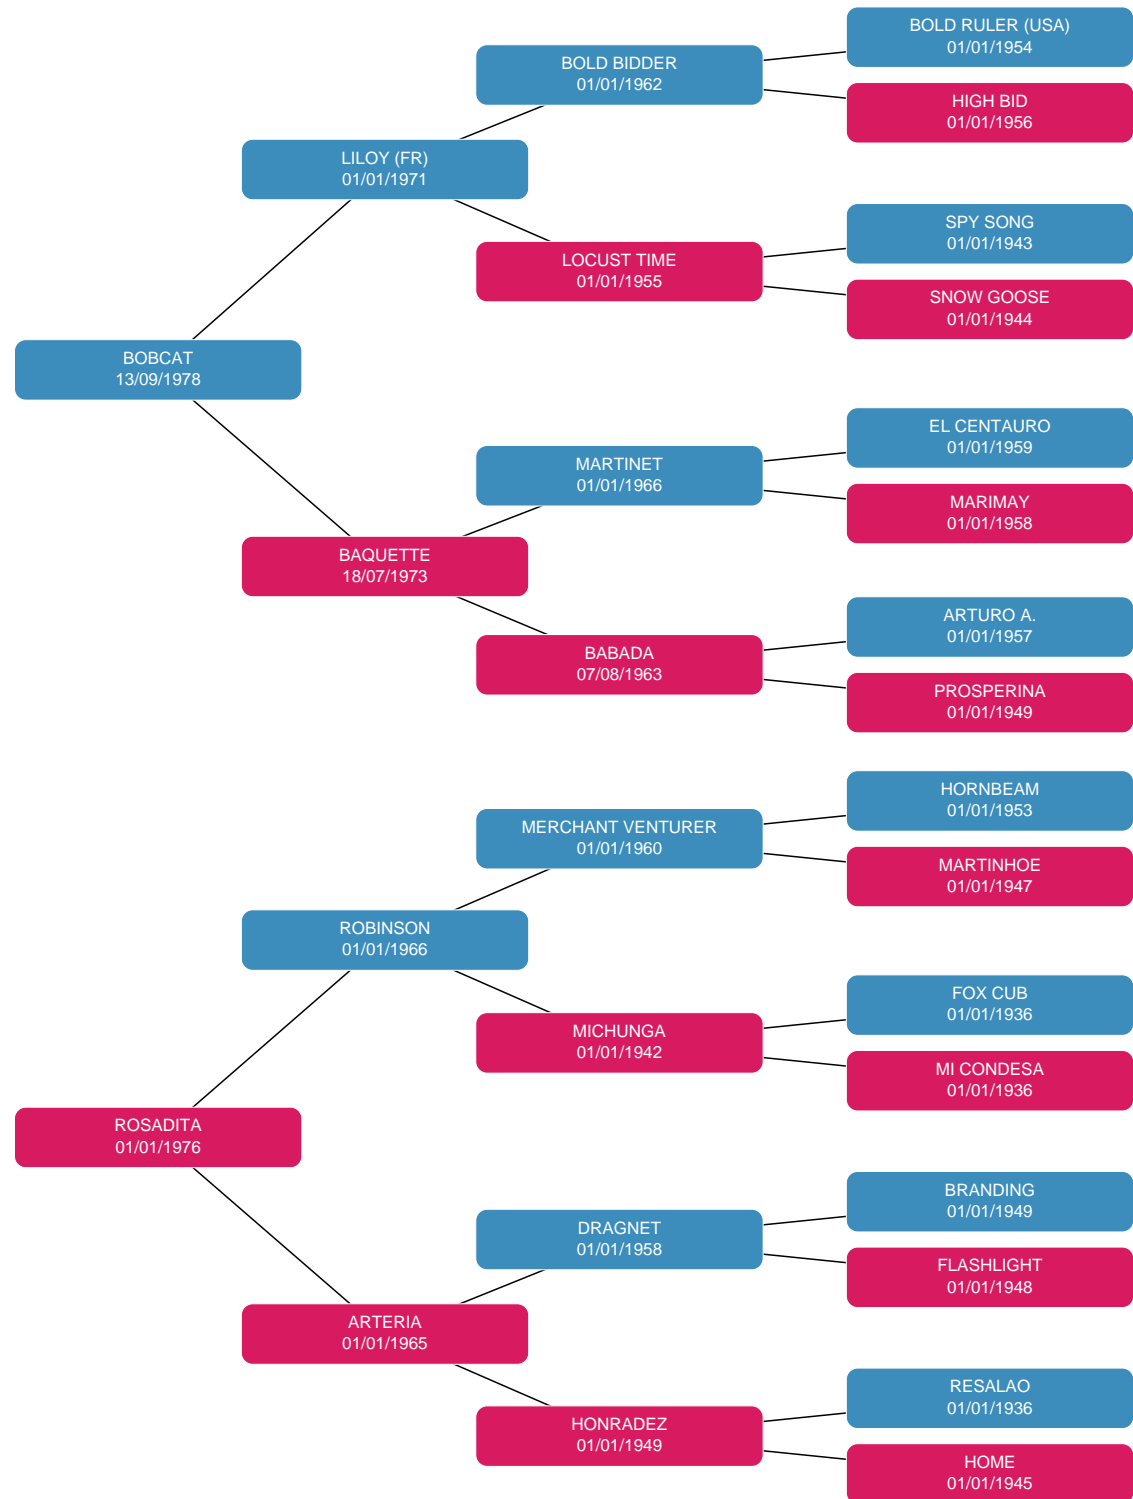 BOLD RULER (USA)
01/01/1954
BOLD BIDDER
01/01/1962
HIGH BID
01/01/1956
LILOY (FR)
01/01/1971
SPY SONG
01/01/1943
LOCUST TIME
01/01/1955
SNOW GOOSE
01/01/1944
BOBCAT
13/09/1978
EL CENTAURO
01/01/1959
MARTINET
01/01/1966
MARIMAY
01/01/1958
BAQUETTE
18/07/1973
ARTURO A.
01/01/1957
BABADA
07/08/1963
PROSPERINA
01/01/1949
HORNBEAM
01/01/1953
MERCHANT VENTURER
01/01/1960
MARTINHOE
01/01/1947
ROBINSON
01/01/1966
FOX CUB
01/01/1936
MICHUNGA
01/01/1942
MI CONDESA
01/01/1936
ROSADITA
01/01/1976
BRANDING
01/01/1949
DRAGNET
01/01/1958
FLASHLIGHT
01/01/1948
ARTERIA
01/01/1965
RESALAO
01/01/1936
HONRADEZ
01/01/1949
HOME
01/01/1945